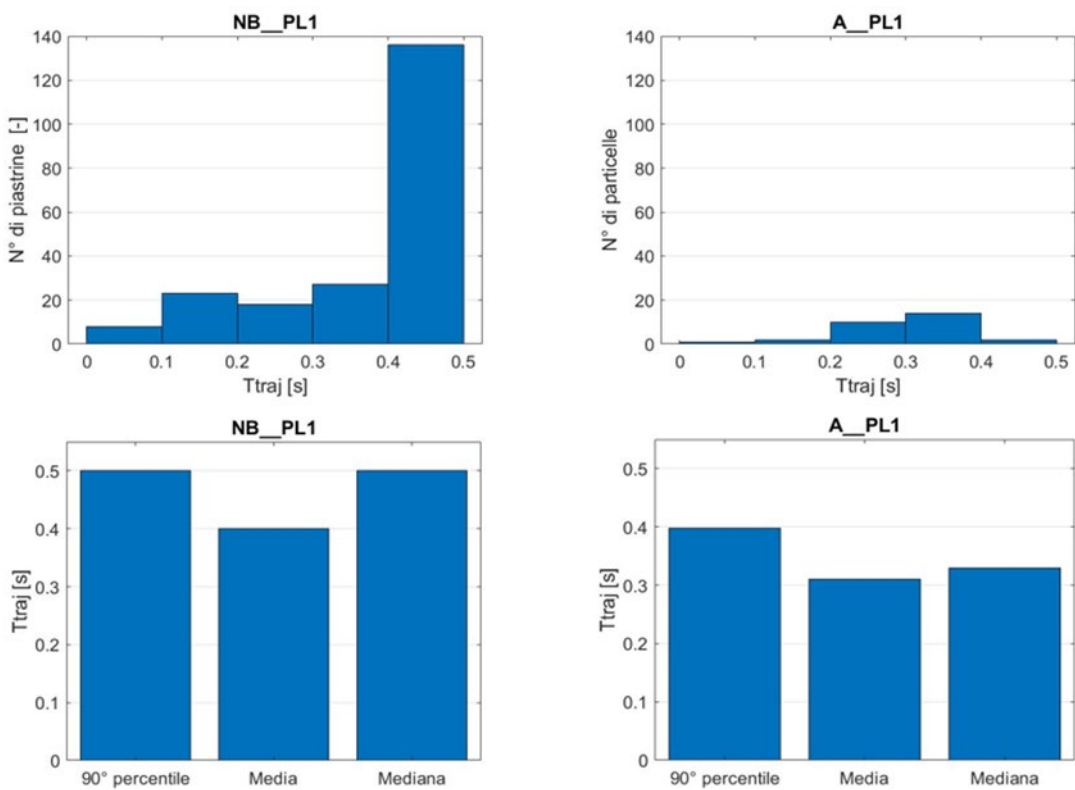 NB__PL1
140
120
100
80
60
40
20
0
N° di piastrine [-]
0 0.1 0.2 0.3 0.4 0.5
Ttraj [s]
A__PL1
140
120
100
80
60
40
20
0
N° di particelle
0 0.1 0.2 0.3 0.4 0.5
Ttraj [s]
NB__PL1
0.5
0.4
0.3
0.2
0.1
0
Ttraj [s]
90° percentile Media Mediana
A__PL1
0.5
0.4
0.3
0.2
0.1
0
Ttraj [s]
90° percentile Media Mediana